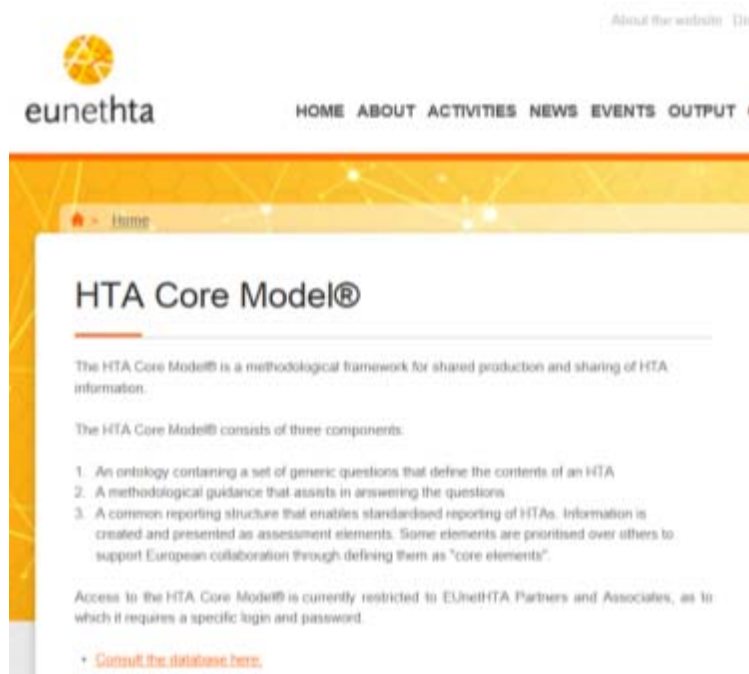 About the website
eunethta
HOME ABOUT ACTIVITIES NEWS EVENTS OUTPUT
Home
HTA Core Model®
The HTA Core Model® is a methodological framework for shared production and sharing of HTA
information.
The HTA Core Model® consists of three components:
1. An ontology containing a set of generic questions that define the contents of an HTA
2. A methodological guidance that assists in answering the questions
3. A common reporting structure that enables standardised reporting of HTAs. Information is
created and presented as assessment elements. Some elements are prioritised over others to
support European collaboration through defining them as "core elements".
Access to the HTA Core Model® is currently restricted to EUnetHTA Partners and Associates, as to
which it requires a specific login and password.
• Consult the database here.